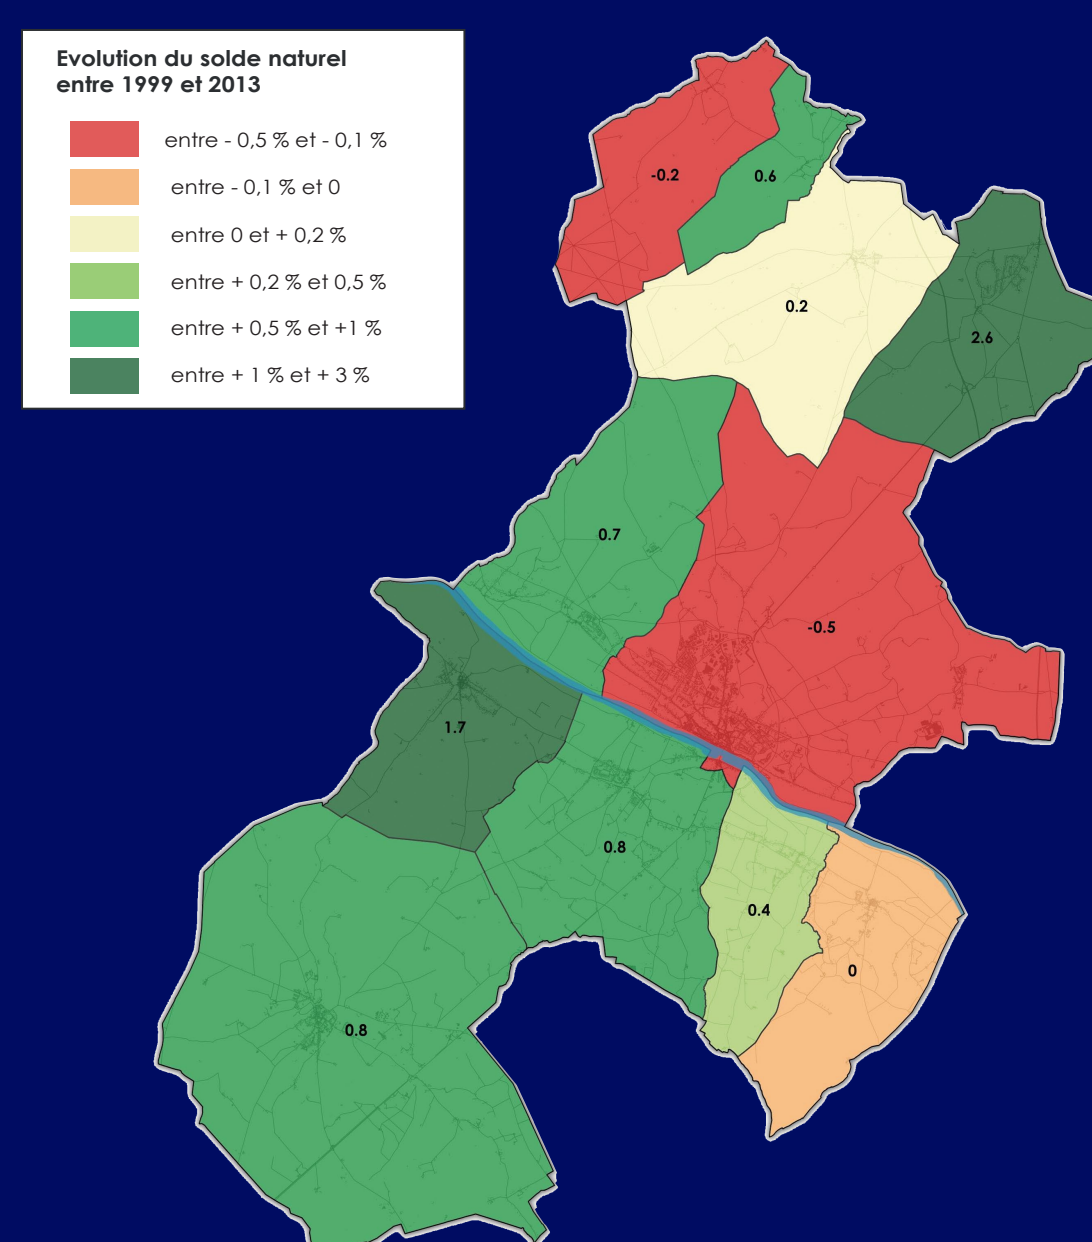 Evolution du solde naturel
entre 1999 et 2013
entre - 0,5 % et - 0,1 %
entre - 0,1 % et 0
entre 0 et + 0,2 %
entre + 0,2 % et 0,5 %
entre + 0,5 % et +1 %
entre + 1 % et + 3 %
-0.2
0.6
0.2
2.6
0.7
-0.5
1.7
0.8
0.4
0
0.8